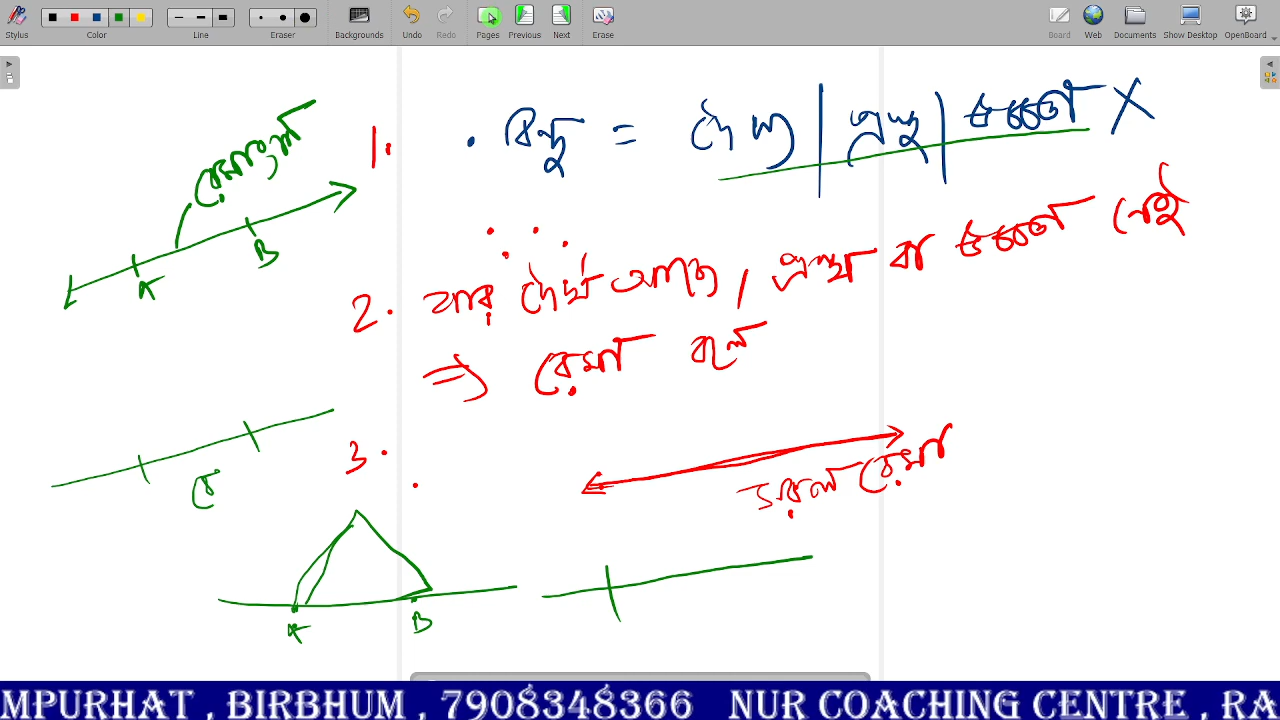 Stylus Color Line Eraser Backgrounds Undo Redo Pages Previous Next Erase Board Web Documents Show Desktop OpenBoard
1. . বিন্দু = দৈর্ঘ্য | প্রস্থ | উচ্চতা X
রেখাংশ
A B
2. যার দৈর্ঘ্য আছে, প্রস্থ বা উচ্চতা নেই
⇒ রেখা বলে
3.
সরল রেখা
রে
A B
MPURHAT , BIRBHUM , 7908348366 NUR COACHING CENTRE , RA